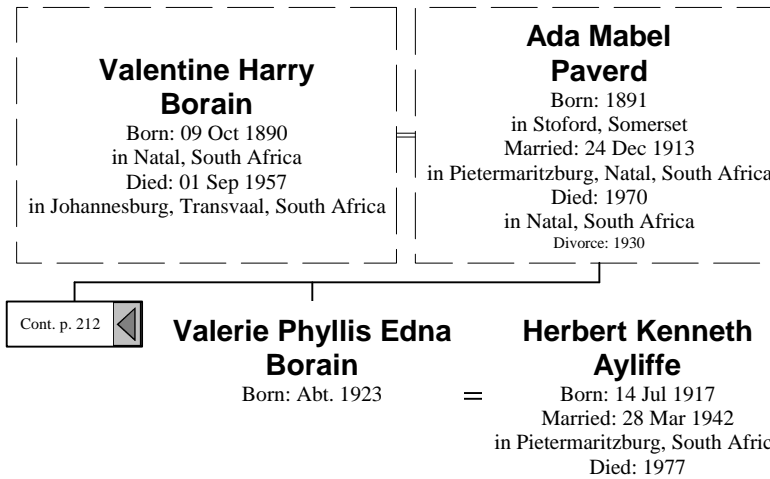 Valentine Harry
Borain
Born: 09 Oct 1890
in Natal, South Africa
Died: 01 Sep 1957
in Johannesburg, Transvaal, South Africa
Ada Mabel
Paverd
Born: 1891
in Stoford, Somerset
Married: 24 Dec 1913
in Pietermaritzburg, Natal, South Africa
Died: 1970
in Natal, South Africa
Divorce: 1930
Cont. p. 212
Valerie Phyllis Edna
Borain
Born: Abt. 1923
=
Herbert Kenneth
Ayliffe
Born: 14 Jul 1917
Married: 28 Mar 1942
in Pietermaritzburg, South Afric
Died: 1977